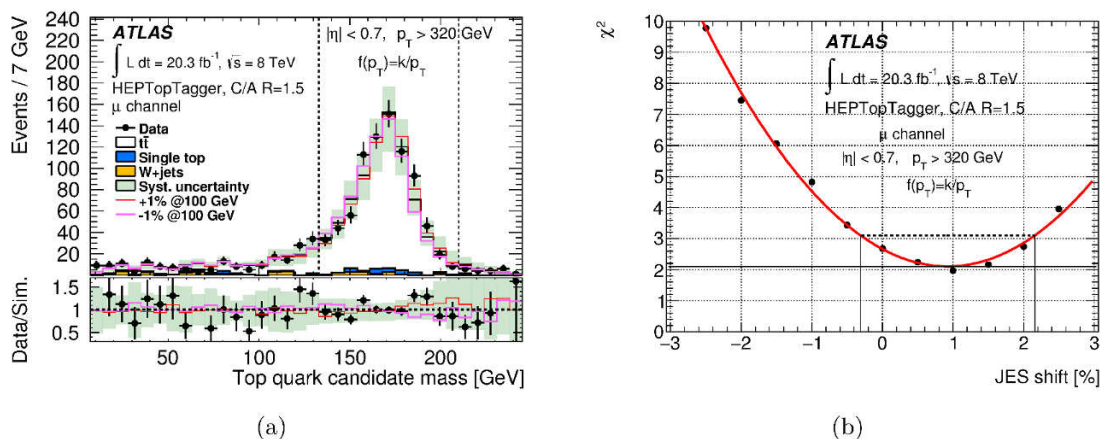 ATLAS
∫ L dt = 20.3 fb⁻¹, √s = 8 TeV
HEPTopTagger, C/A R=1.5
μ channel
|η| < 0.7, p_T > 320 GeV
f(p_T)=k/p_T
Data
tt̄
Single top
W+jets
Syst. uncertainty
+1% @100 GeV
-1% @100 GeV
Events / 7 GeV
240
220
200
180
160
140
120
100
80
60
40
20
Data/Sim.
1.5
1
0.5
50 100 150 200
Top quark candidate mass [GeV]
(a)
χ²
10
9
8
7
6
5
4
3
2
1
0
ATLAS
∫ L dt = 20.3 fb⁻¹, √s = 8 TeV
HEPTopTagger, C/A R=1.5
μ channel
|η| < 0.7, p_T > 320 GeV
f(p_T)=k/p_T
−3 −2 −1 0 1 2 3
JES shift [%]
(b)